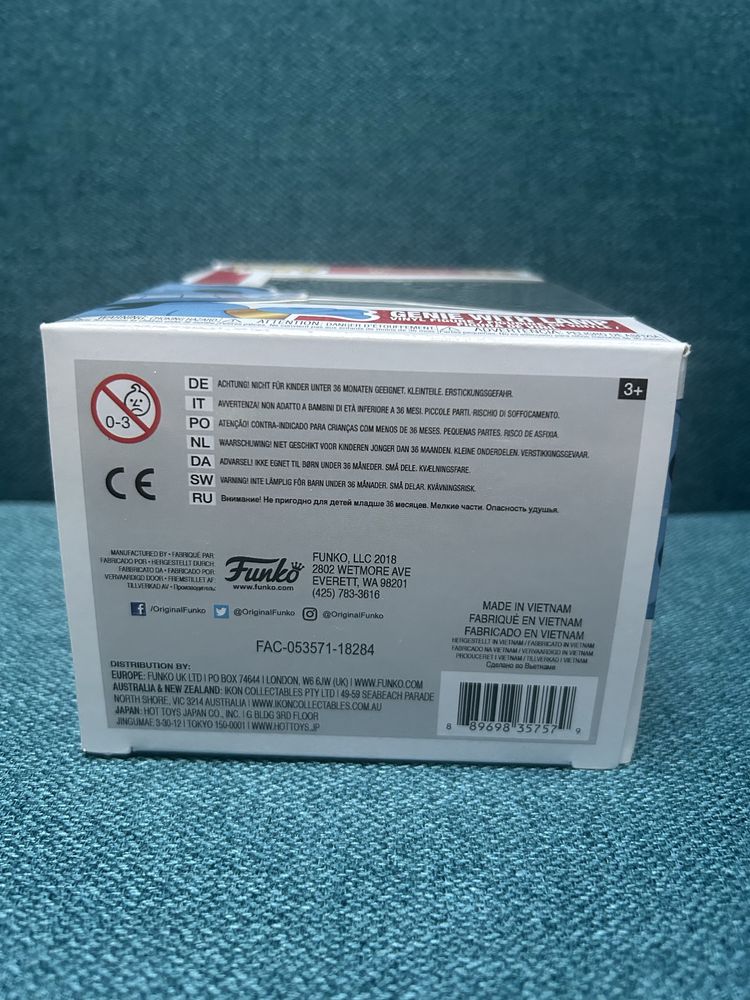 GENIE WITH LAMP
WARNING: CHOKING HAZARD
ATTENTION : DANGER D'ÉTOUFFEMENT
0-3
DE ACHTUNG! NICHT FÜR KINDER UNTER 36 MONATEN GEEIGNET. KLEINTEILE. ERSTICKUNGSGEFAHR.
3+
IT AVVERTENZA! NON ADATTO A BAMBINI DI ETÀ INFERIORE A 36 MESI. PICCOLE PARTI. RISCHIO DI SOFFOCAMENTO.
PO ATENÇÃO! CONTRA-INDICADO PARA CRIANÇAS COM MENOS DE 36 MESES. PEQUENAS PARTES. RISCO DE ASFIXIA.
NL WAARSCHUWING! NIET GESCHIKT VOOR KINDEREN JONGER DAN 36 MAANDEN. KLEINE ONDERDELEN. VERSTIKKINGSGEVAAR.
DA ADVARSEL! IKKE EGNET TIL BØRN UNDER 36 MÅNEDER. SMÅ DELE. KVÆLNINGSFARE.
SW VARNING! INTE LÄMPLIG FÖR BARN UNDER 36 MÅNADER. SMÅ DELAR. KVÄVNINGSRISK.
RU Внимание! Не пригодно для детей младше 36 месяцев. Мелкие части. Опасность удушья.
CE
MANUFACTURED BY • FABRIQUÉ PAR
FABRICADO POR • HERGESTELLT DURCH
FABBRICATO DA • FABRICADO POR
VERVAARDIGD DOOR • FREMSTILLET AF
TILLVERKAD AV • Производитель:
Funko
www.funko.com
FUNKO, LLC 2018
2802 WETMORE AVE
EVERETT, WA 98201
(425) 783-3616
/OriginalFunko @OriginalFunko @OriginalFunko
FAC-053571-18284
MADE IN VIETNAM
FABRIQUÉ EN VIETNAM
FABRICADO EN VIETNAM
HERGESTELLT IN VIETNAM / FABBRICATO IN VIETNAM
FABRICADO NA VIETNAM / VERVAARDIGD IN VIETNAM
PRODUCERET I VIETNAM / TILLVERKAD I VIETNAM
Сделано во Вьетнаме
DISTRIBUTION BY:
EUROPE: FUNKO UK LTD | PO BOX 74644 | LONDON, W6 6JW (UK) | WWW.FUNKO.COM
AUSTRALIA & NEW ZEALAND: IKON COLLECTABLES PTY LTD | 49-59 SEABEACH PARADE
NORTH SHORE, VIC 3214 AUSTRALIA | WWW.IKONCOLLECTABLES.COM.AU
JAPAN: HOT TOYS JAPAN CO., INC. | G BLDG 3RD FLOOR
JINGUMAE 3-30-12 | TOKYO 150-0001 | WWW.HOTTOYS.JP
8 89698 35757 9